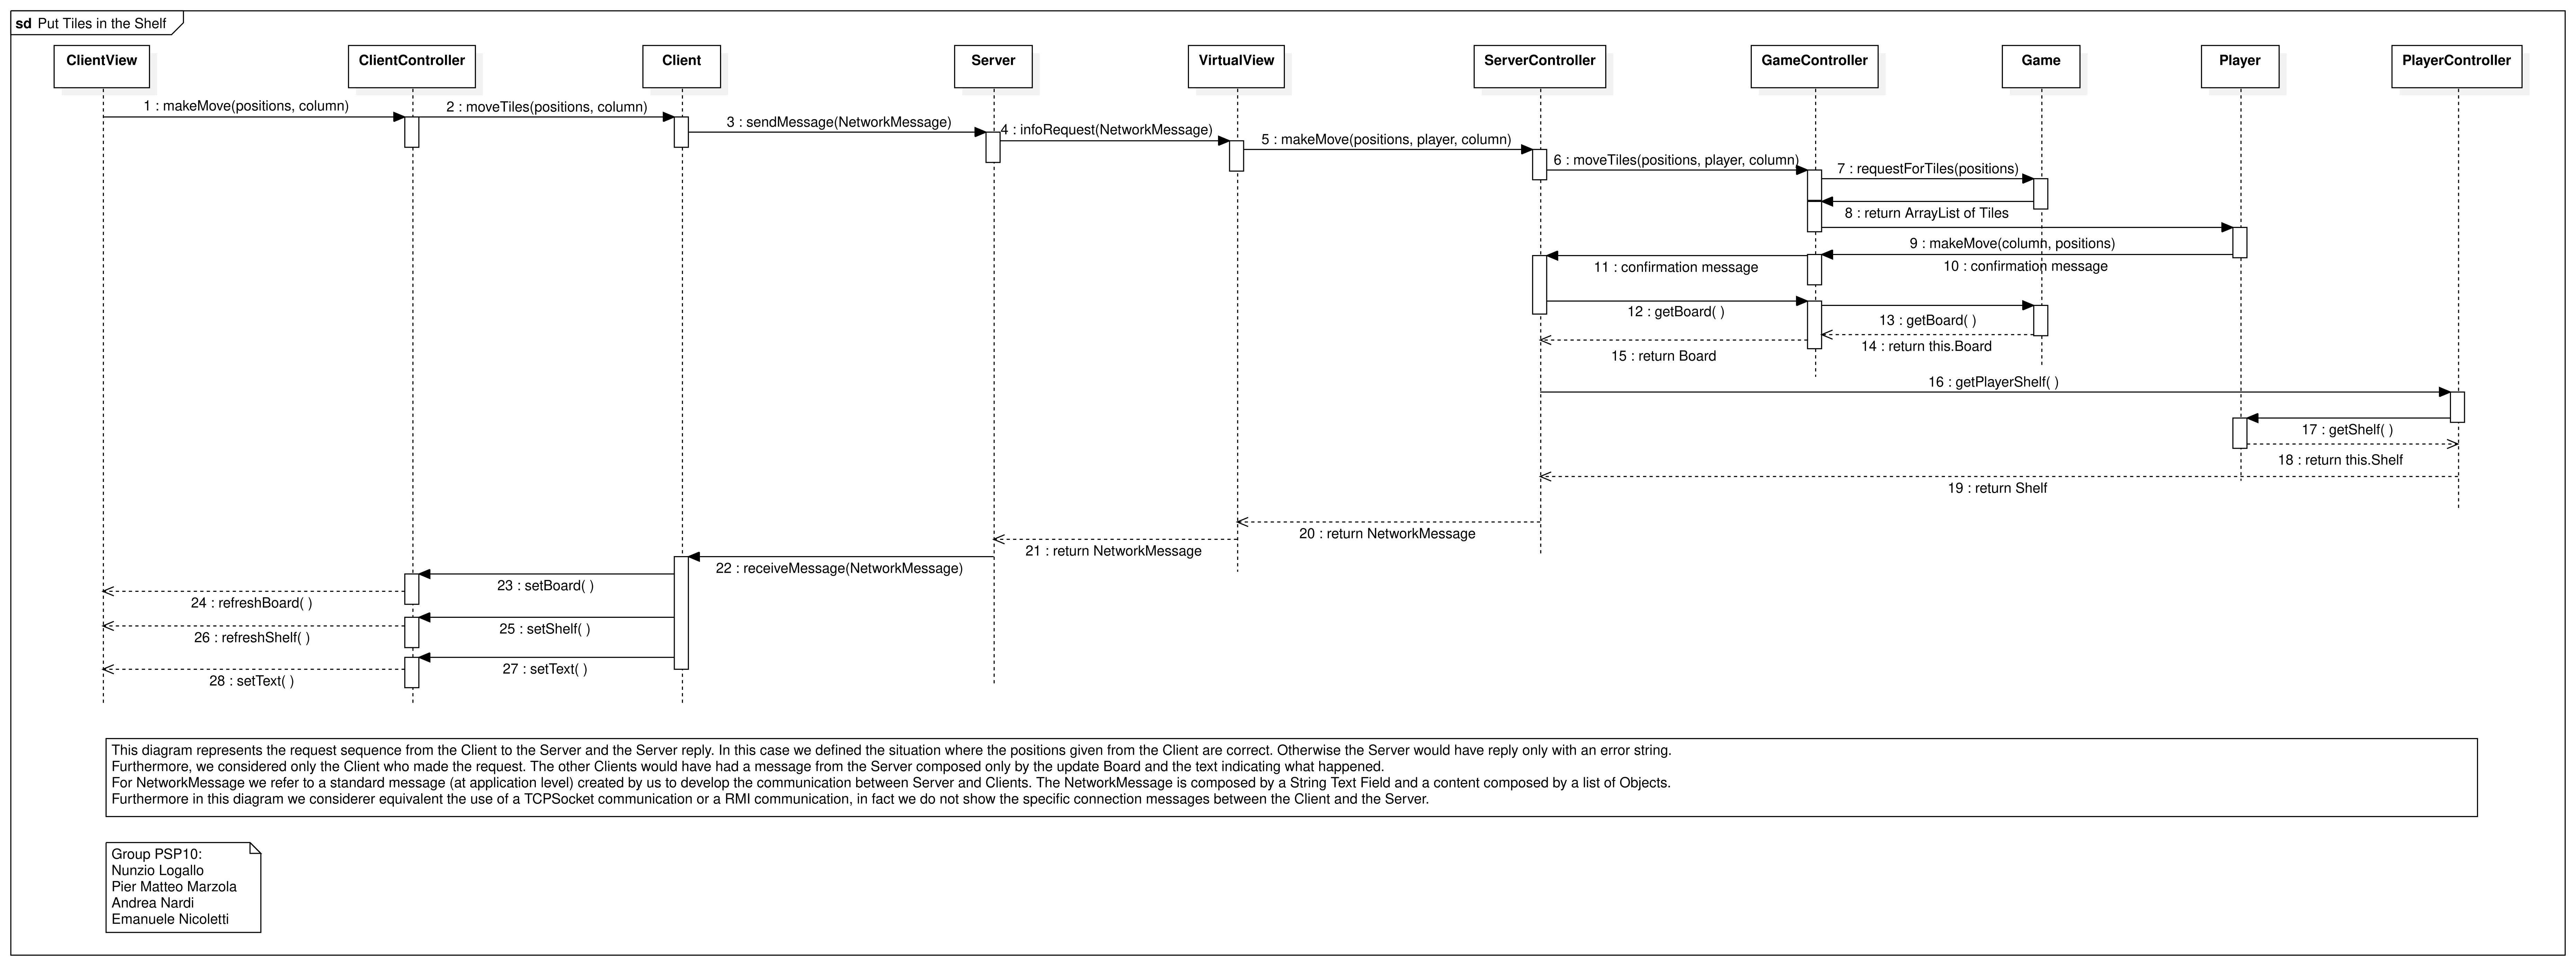 sd Put Tiles in the Shelf
ClientView
ClientController
Client
Server
VirtualView
ServerController
GameController
Game
Player
PlayerController
1 : makeMove(positions, column)
2 : moveTiles(positions, column)
3 : sendMessage(NetworkMessage)
4 : infoRequest(NetworkMessage)
5 : makeMove(positions, player, column)
6 : moveTiles(positions, player, column)
7 : requestForTiles(positions)
8 : return ArrayList of Tiles
9 : makeMove(column, positions)
10 : confirmation message
11 : confirmation message
12 : getBoard( )
13 : getBoard( )
14 : return this.Board
15 : return Board
16 : getPlayerShelf( )
17 : getShelf( )
18 : return this.Shelf
19 : return Shelf
20 : return NetworkMessage
21 : return NetworkMessage
22 : receiveMessage(NetworkMessage)
23 : setBoard( )
24 : refreshBoard( )
25 : setShelf( )
26 : refreshShelf( )
27 : setText( )
28 : setText( )
This diagram represents the request sequence from the Client to the Server and the Server reply. In this case we defined the situation where the positions given from the Client are correct. Otherwise the Server would have reply only with an error string.
Furthermore, we considered only the Client who made the request. The other Clients would have had a message from the Server composed only by the update Board and the text indicating what happened.
For NetworkMessage we refer to a standard message (at application level) created by us to develop the communication between Server and Clients. The NetworkMessage is composed by a String Text Field and a content composed by a list of Objects.
Furthermore in this diagram we considerer equivalent the use of a TCPSocket communication or a RMI communication, in fact we do not show the specific connection messages between the Client and the Server.
Group PSP10:
Nunzio Logallo
Pier Matteo Marzola
Andrea Nardi
Emanuele Nicoletti